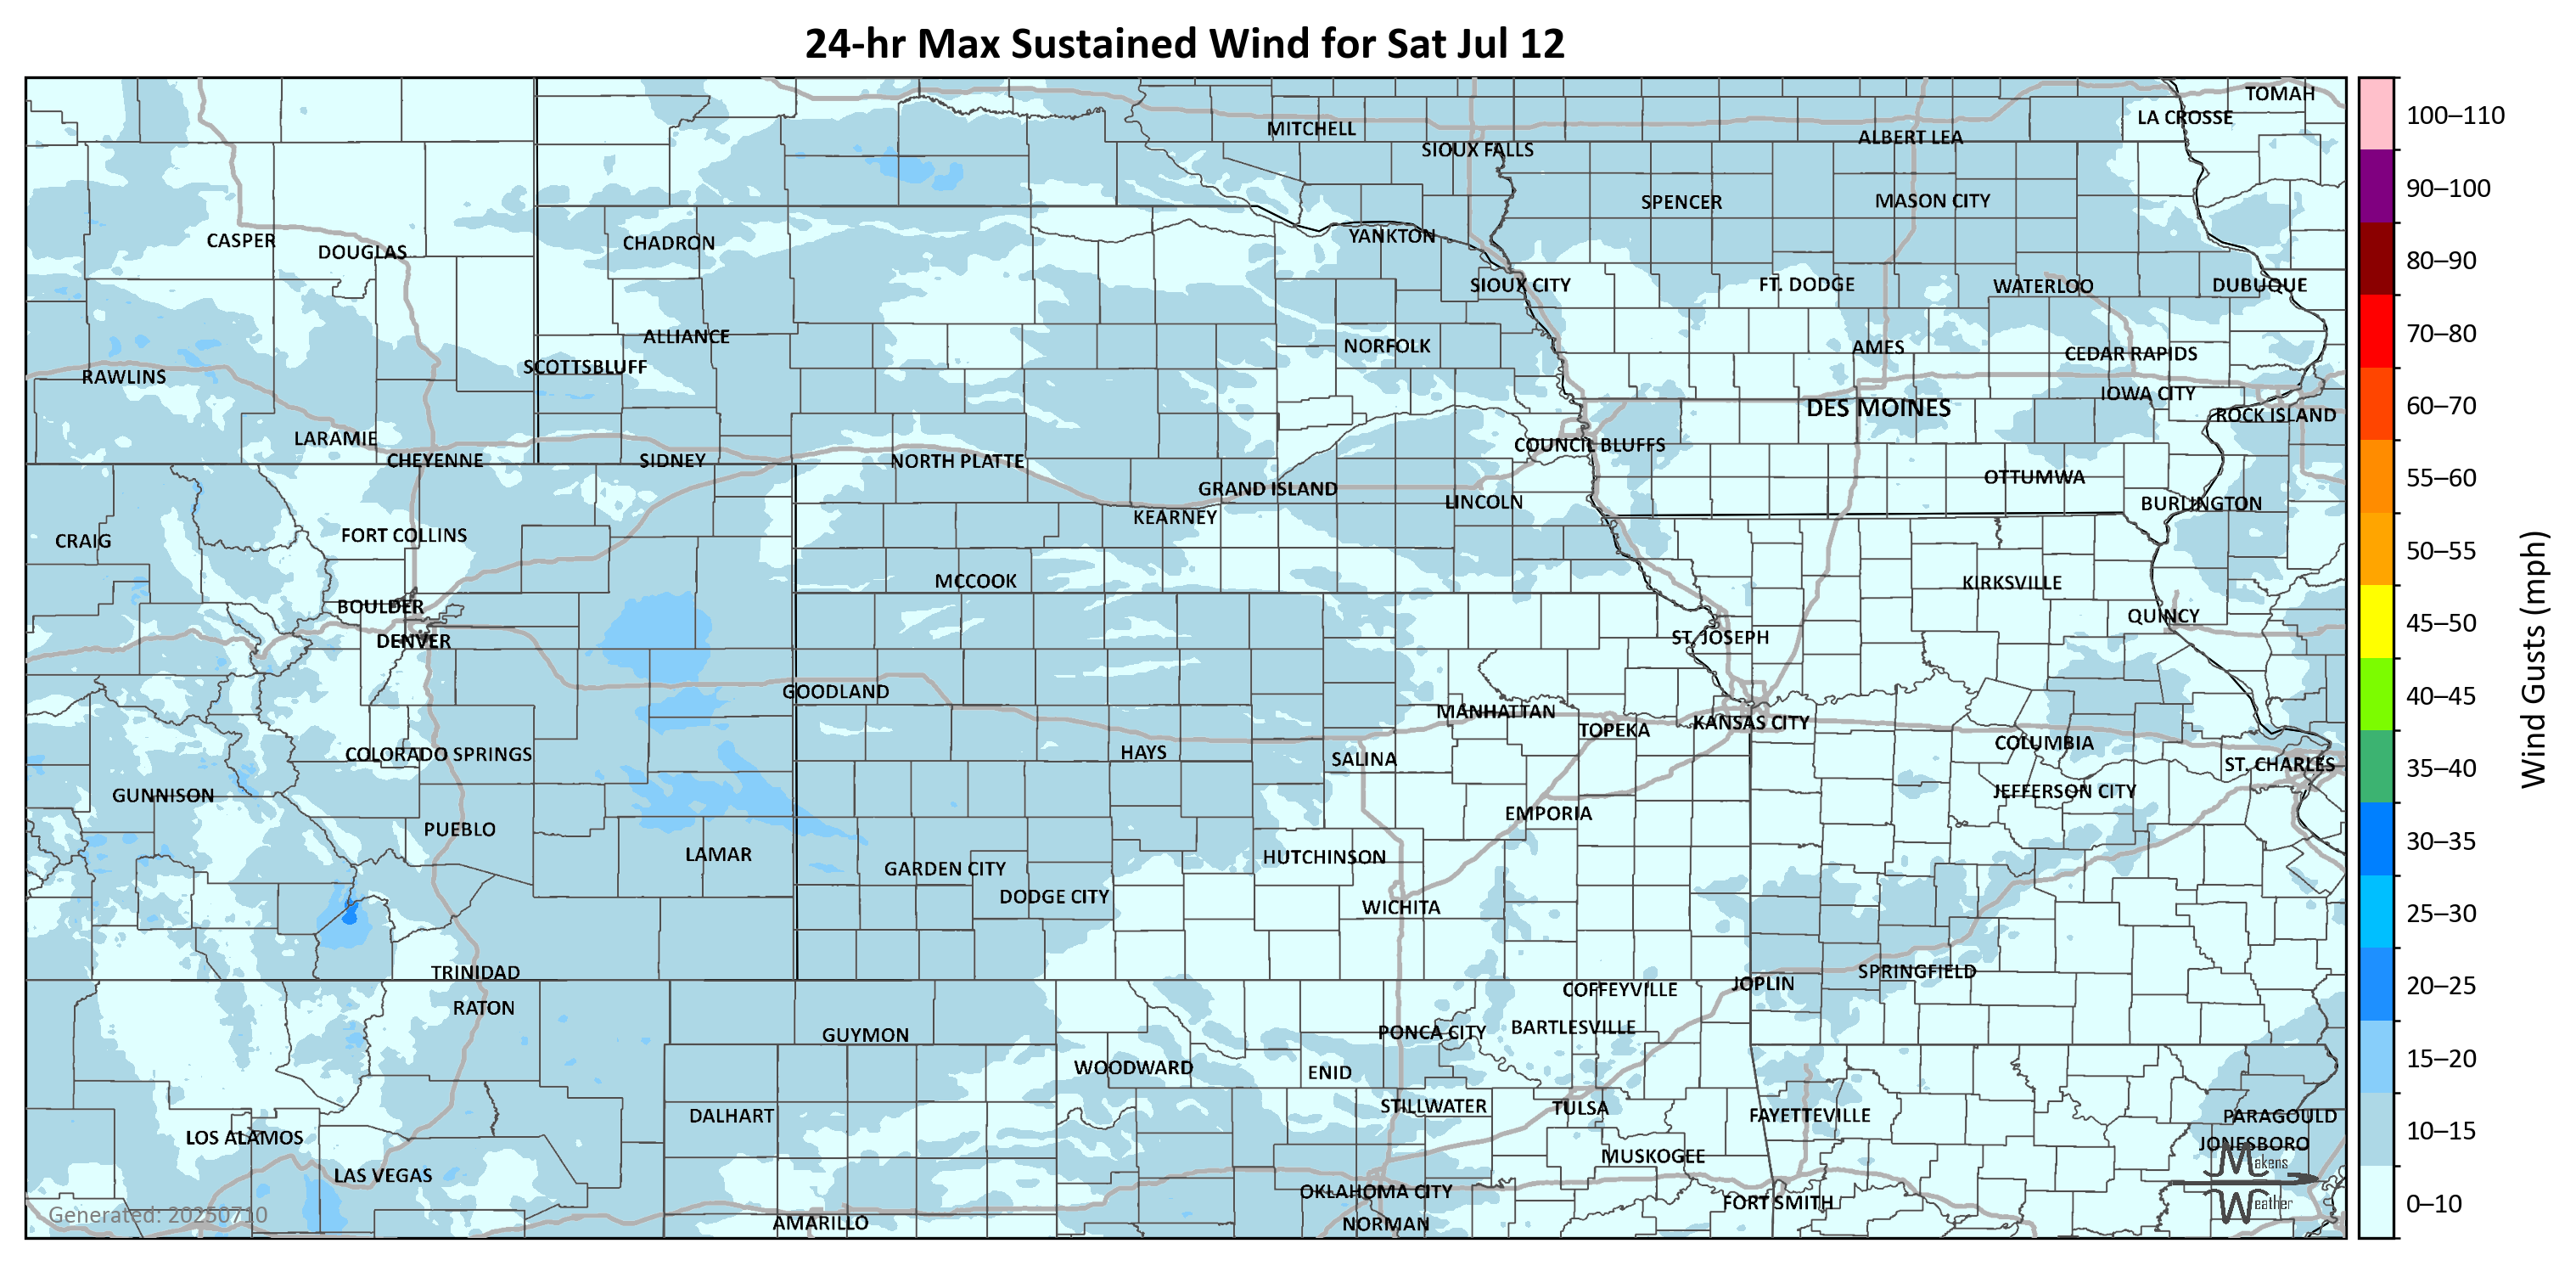 24-hr Max Sustained Wind for Sat Jul 12
TOMAH
LA CROSSE
MITCHELL
ALBERT LEA
SIOUX FALLS
SPENCER
MASON CITY
CASPER
DOUGLAS
CHADRON
YANKTON
SIOUX CITY
FT. DODGE
WATERLOO
DUBUQUE
ALLIANCE
NORFOLK
AMES
CEDAR RAPIDS
SCOTTSBLUFF
RAWLINS
IOWA CITY
DES MOINES
ROCK ISLAND
LARAMIE
COUNCIL BLUFFS
CHEYENNE
SIDNEY
NORTH PLATTE
OTTUMWA
GRAND ISLAND
LINCOLN
BURLINGTON
KEARNEY
CRAIG
FORT COLLINS
MCCOOK
KIRKSVILLE
BOULDER
QUINCY
DENVER
ST. JOSEPH
GOODLAND
MANHATTAN
KANSAS CITY
TOPEKA
COLUMBIA
COLORADO SPRINGS
HAYS
SALINA
ST. CHARLES
GUNNISON
JEFFERSON CITY
EMPORIA
PUEBLO
LAMAR
HUTCHINSON
GARDEN CITY
DODGE CITY
WICHITA
TRINIDAD
SPRINGFIELD
JOPLIN
COFFEYVILLE
RATON
BARTLESVILLE
PONCA CITY
GUYMON
WOODWARD
ENID
STILLWATER
TULSA
DALHART
FAYETTEVILLE
PARAGOULD
LOS ALAMOS
JONESBORO
MUSKOGEE
LAS VEGAS
OKLAHOMA CITY
FORT SMITH
AMARILLO
NORMAN
Makens
Weather
Generated: 20250710
100–110
90–100
80–90
70–80
60–70
55–60
50–55
45–50
40–45
35–40
30–35
25–30
20–25
15–20
10–15
0–10
Wind Gusts (mph)